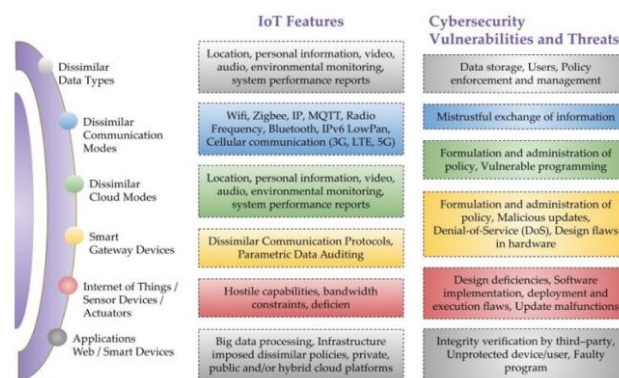 IoT Features
Cybersecurity
Vulnerabilities and Threats
Dissimilar
Data Types
Location, personal information, video,
audio, environmental monitoring,
system performance reports
Data storage, Users, Policy
enforcement and management
Dissimilar
Communication
Modes
Wifi, Zigbee, IP, MQTT, Radio
Frequency, Bluetooth, IPv6 LowPan,
Cellular communication (3G, LTE, 5G)
Mistrustful exchange of information
Dissimilar
Cloud Modes
Location, personal information, video,
audio, environmental monitoring,
system performance reports
Formulation and administration of
policy, Vulnerable programming
Smart
Gateway Devices
Dissimilar Communication Protocols,
Parametric Data Auditing
Formulation and administration of
policy, Malicious updates,
Denial-of-Service (DoS), Design flaws
in hardware
Internet of Things /
Sensor Devices /
Actuators
Hostile capabilities, bandwidth
constraints, deficien
Design deficiencies, Software
implementation, deployment and
execution flaws, Update malfunctions
Applications
Web / Smart Devices
Big data processing, Infrastructure
imposed dissimilar policies, private,
public and/or hybrid cloud platforms
Integrity verification by third–party,
Unprotected device/user, Faulty
program